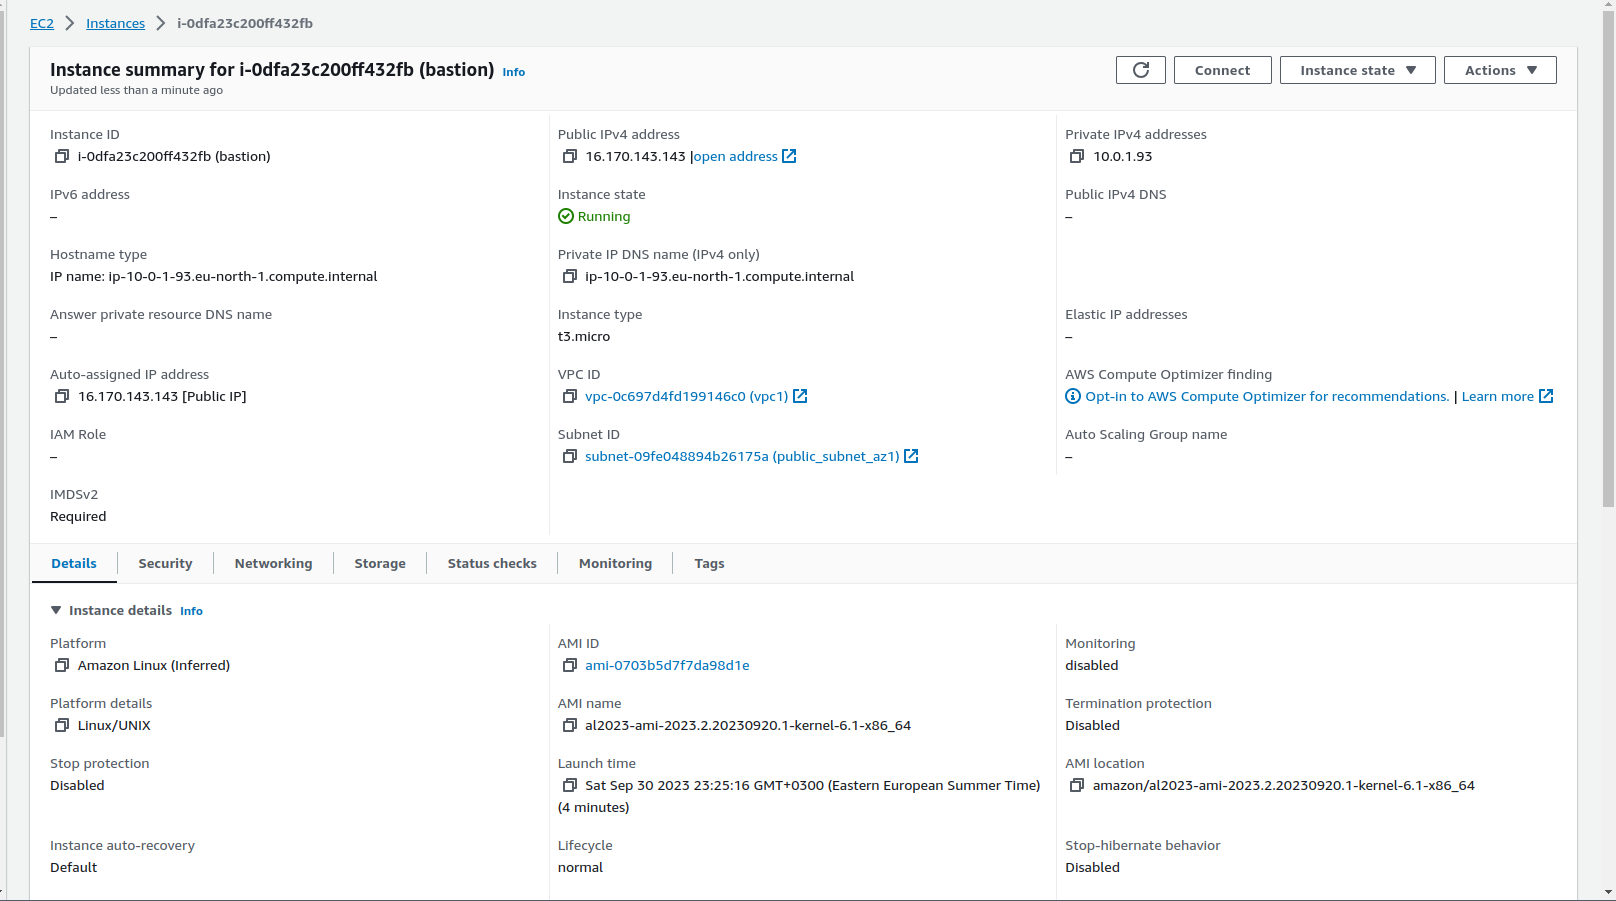 EC2 > Instances > i-0dfa23c200ff432fb
Instance summary for i-0dfa23c200ff432fb (bastion) Info
Updated less than a minute ago
Connect
Instance state
Actions
Instance ID
i-0dfa23c200ff432fb (bastion)
Public IPv4 address
16.170.143.143 |open address
Private IPv4 addresses
10.0.1.93
IPv6 address
–
Instance state
Running
Public IPv4 DNS
–
Hostname type
IP name: ip-10-0-1-93.eu-north-1.compute.internal
Private IP DNS name (IPv4 only)
ip-10-0-1-93.eu-north-1.compute.internal
Answer private resource DNS name
–
Instance type
t3.micro
Elastic IP addresses
–
Auto-assigned IP address
16.170.143.143 [Public IP]
VPC ID
vpc-0c697d4fd199146c0 (vpc1)
AWS Compute Optimizer finding
Opt-in to AWS Compute Optimizer for recommendations. | Learn more
IAM Role
–
Subnet ID
subnet-09fe048894b26175a (public_subnet_az1)
Auto Scaling Group name
–
IMDSv2
Required
Details
Security
Networking
Storage
Status checks
Monitoring
Tags
Instance details Info
Platform
Amazon Linux (Inferred)
AMI ID
ami-0703b5d7f7da98d1e
Monitoring
disabled
Platform details
Linux/UNIX
AMI name
al2023-ami-2023.2.20230920.1-kernel-6.1-x86_64
Termination protection
Disabled
Stop protection
Disabled
Launch time
Sat Sep 30 2023 23:25:16 GMT+0300 (Eastern European Summer Time)
(4 minutes)
AMI location
amazon/al2023-ami-2023.2.20230920.1-kernel-6.1-x86_64
Instance auto-recovery
Default
Lifecycle
normal
Stop-hibernate behavior
Disabled